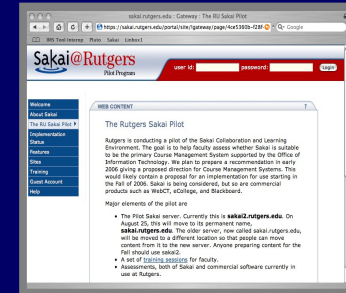 sakai.rutgers.edu : Gateway : The RU Sakai Pilot
https://sakai.rutgers.edu/portal/site/!gateway/page/4ce5360b-f28f-
Q- Google
IMS Tool Interop Plato Sakai Linbox1
Sakai@Rutgers
Pilot Program
user id:
password:
Login
Welcome
About Sakai
The RU Sakai Pilot
Implementation
Status
Features
Sites
Training
Guest Account
Help
WEB CONTENT
?
The Rutgers Sakai Pilot
Rutgers is conducting a pilot of the Sakai Collaboration and Learning
Environment. The goal is to help faculty assess whether Sakai is suitable
to be the primary Course Management System supported by the Office of
Information Technology. We plan to prepare a recommendation in early
2006 giving a proposed direction for Course Management Systems. This
would likely contain a proposal for an implementation for use starting in
the Fall of 2006. Sakai is being considered, but so are commercial
products such as WebCT, eCollege, and Blackboard.
Major elements of the pilot are
• The Pilot Sakai server. Currently this is sakai2.rutgers.edu. On
August 25, this will move to its permanent name,
sakai.rutgers.edu. The older server, now called sakai.rutgers.edu,
will be moved to a different location so that people can move
content from it to the new server. Anyone preparing content for the
Fall should use sakai2.
• A set of training sessions for faculty.
• Assessments, both of Sakai and commercial software currently in
use at Rutgers.